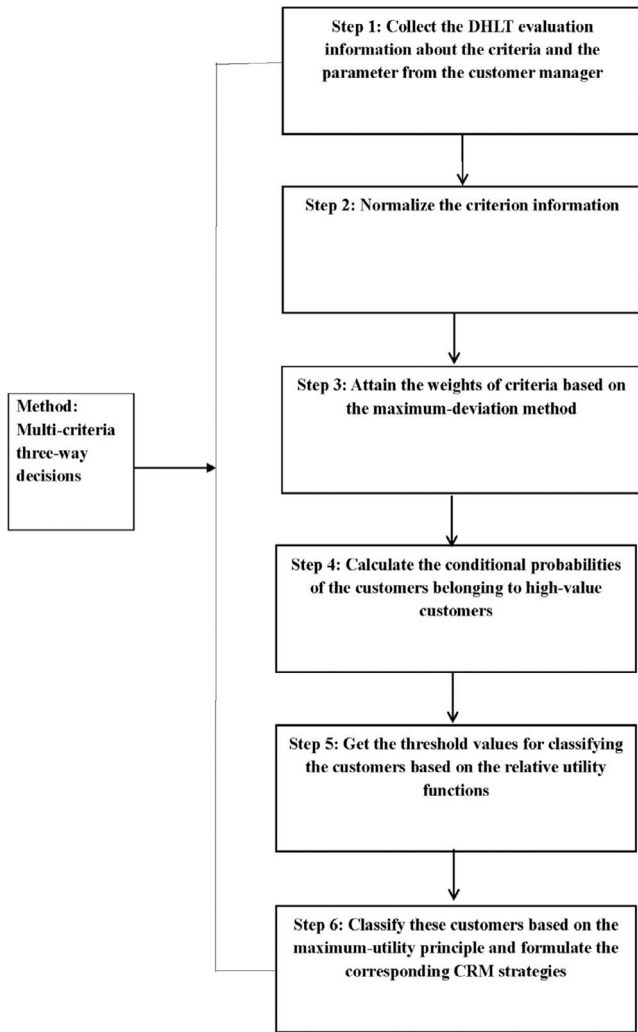 Step 1: Collect the DHLT evaluation
information about the criteria and the
parameter from the customer manager
Step 2: Normalize the criterion information
Step 3: Attain the weights of criteria based on
the maximum-deviation method
Method:
Multi-criteria
three-way
decisions
Step 4: Calculate the conditional probabilities
of the customers belonging to high-value
customers
Step 5: Get the threshold values for classifying
the customers based on the relative utility
functions
Step 6: Classify these customers based on the
maximum-utility principle and formulate the
corresponding CRM strategies